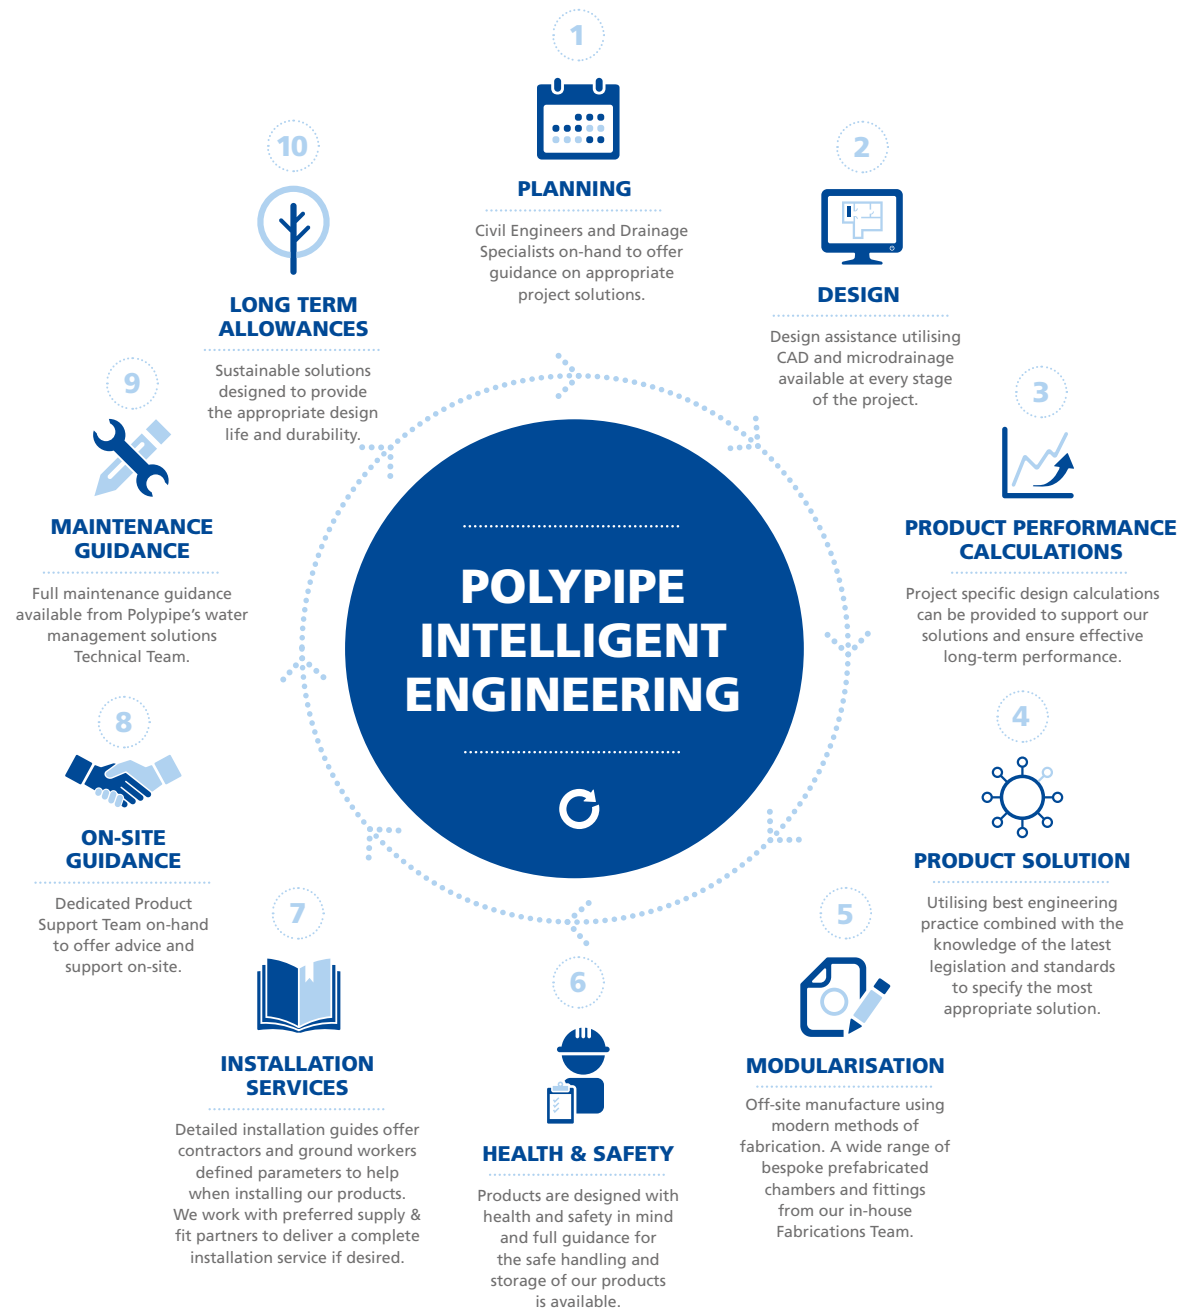 1
PLANNING
Civil Engineers and Drainage
Specialists on-hand to offer
guidance on appropriate
project solutions.
2
DESIGN
Design assistance utilising
CAD and microdrainage
available at every stage
of the project.
3
PRODUCT PERFORMANCE
CALCULATIONS
Project specific design calculations
can be provided to support our
solutions and ensure effective
long-term performance.
4
PRODUCT SOLUTION
Utilising best engineering
practice combined with the
knowledge of the latest
legislation and standards
to specify the most
appropriate solution.
5
MODULARISATION
Off-site manufacture using
modern methods of
fabrication. A wide range of
bespoke prefabricated
chambers and fittings
from our in-house
Fabrications Team.
6
HEALTH & SAFETY
Products are designed with
health and safety in mind
and full guidance for
the safe handling and
storage of our products
is available.
7
INSTALLATION
SERVICES
Detailed installation guides offer
contractors and ground workers
defined parameters to help
when installing our products.
We work with preferred supply &
fit partners to deliver a complete
installation service if desired.
8
ON-SITE
GUIDANCE
Dedicated Product
Support Team on-hand
to offer advice and
support on-site.
9
MAINTENANCE
GUIDANCE
Full maintenance guidance
available from Polypipe's water
management solutions
Technical Team.
10
LONG TERM
ALLOWANCES
Sustainable solutions
designed to provide
the appropriate design
life and durability.
POLYPIPE
INTELLIGENT
ENGINEERING